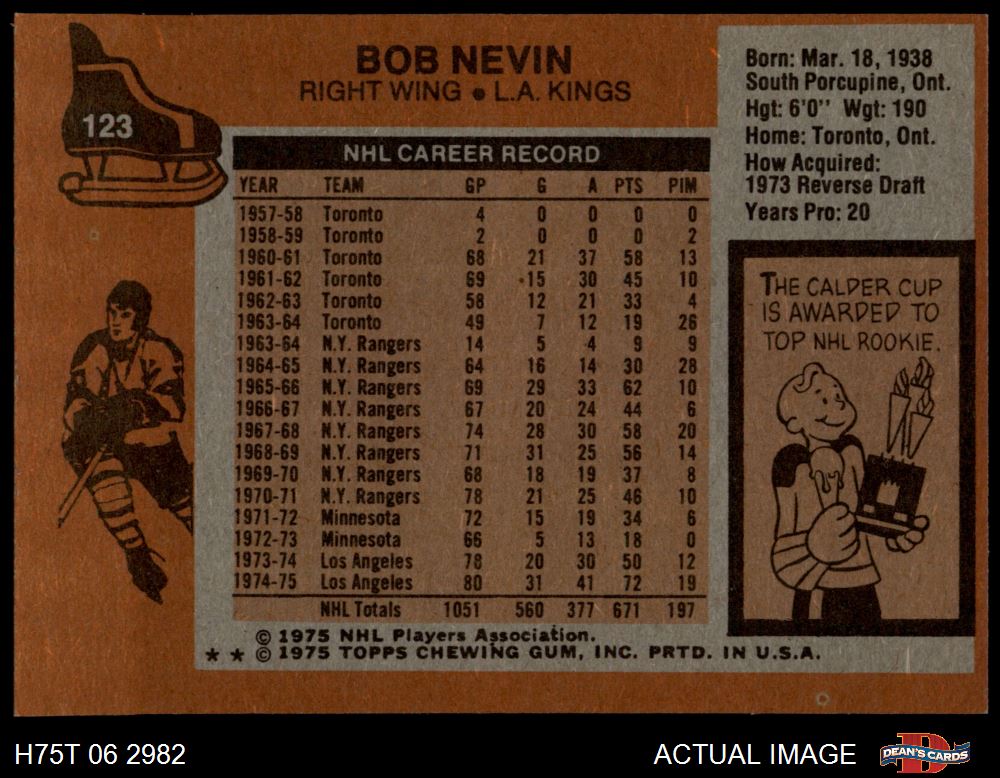 BOB NEVIN
RIGHT WING • L.A. KINGS
123
Born: Mar. 18, 1938
South Porcupine, Ont.
Hgt: 6'0" Wgt: 190
Home: Toronto, Ont.
How Acquired:
1973 Reverse Draft
Years Pro: 20
NHL CAREER RECORD
YEAR TEAM GP G A PTS PIM
1957-58 Toronto 4 0 0 0 0
1958-59 Toronto 2 0 0 0 2
1960-61 Toronto 68 21 37 58 13
1961-62 Toronto 69 15 30 45 10
1962-63 Toronto 58 12 21 33 4
1963-64 Toronto 49 7 12 19 26
1963-64 N.Y. Rangers 14 5 4 9 9
1964-65 N.Y. Rangers 64 16 14 30 28
1965-66 N.Y. Rangers 69 29 33 62 10
1966-67 N.Y. Rangers 67 20 24 44 6
1967-68 N.Y. Rangers 74 28 30 58 20
1968-69 N.Y. Rangers 71 31 25 56 14
1969-70 N.Y. Rangers 68 18 19 37 8
1970-71 N.Y. Rangers 78 21 25 46 10
1971-72 Minnesota 72 15 19 34 6
1972-73 Minnesota 66 5 13 18 0
1973-74 Los Angeles 78 20 30 50 12
1974-75 Los Angeles 80 31 41 72 19
NHL Totals 1051 560 377 671 197
THE CALDER CUP
IS AWARDED TO
TOP NHL ROOKIE.
© 1975 NHL Players Association.
★ ★ © 1975 TOPPS CHEWING GUM, INC. PRTD. IN U.S.A.
H75T 06 2982
ACTUAL IMAGE
DEAN'S CARDS